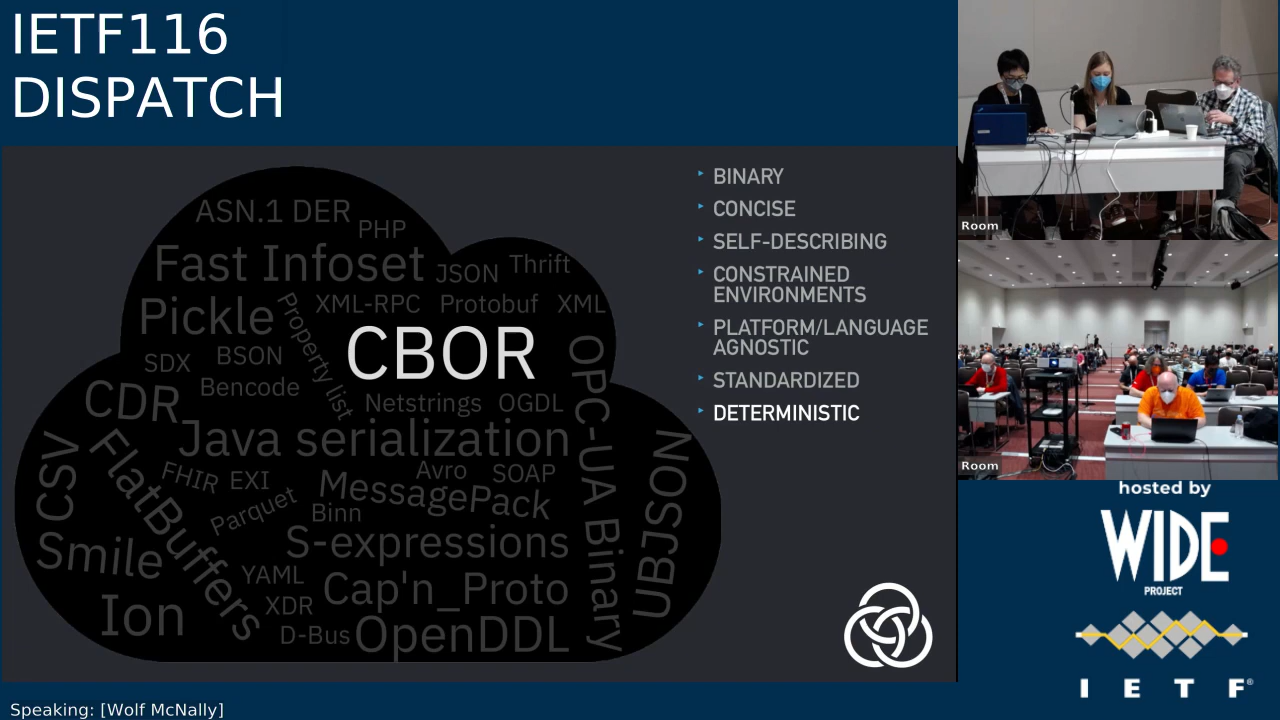 IETF116
DISPATCH
ASN.1 DER
PHP
Fast Infoset
JSON
Thrift
Pickle
Property list
XML-RPC
Protobuf
XML
CBOR
SDX
BSON
OPC-UA Binary
CDR
Bencode
Netstrings
OGDL
Java serialization
CSV
FlatBuffers
FHIR
EXI
Avro
SOAP
UBJSON
Parquet
MessagePack
Binn
S-expressions
Smile
YAML
Cap'n_Proto
Ion
XDR
D-Bus
OpenDDL
‣ BINARY
‣ CONCISE
‣ SELF-DESCRIBING
‣ CONSTRAINED
ENVIRONMENTS
‣ PLATFORM/LANGUAGE
AGNOSTIC
‣ STANDARDIZED
‣ DETERMINISTIC
Room
Room
hosted by
WIDE
PROJECT
I E T F®
Speaking: [Wolf McNally]